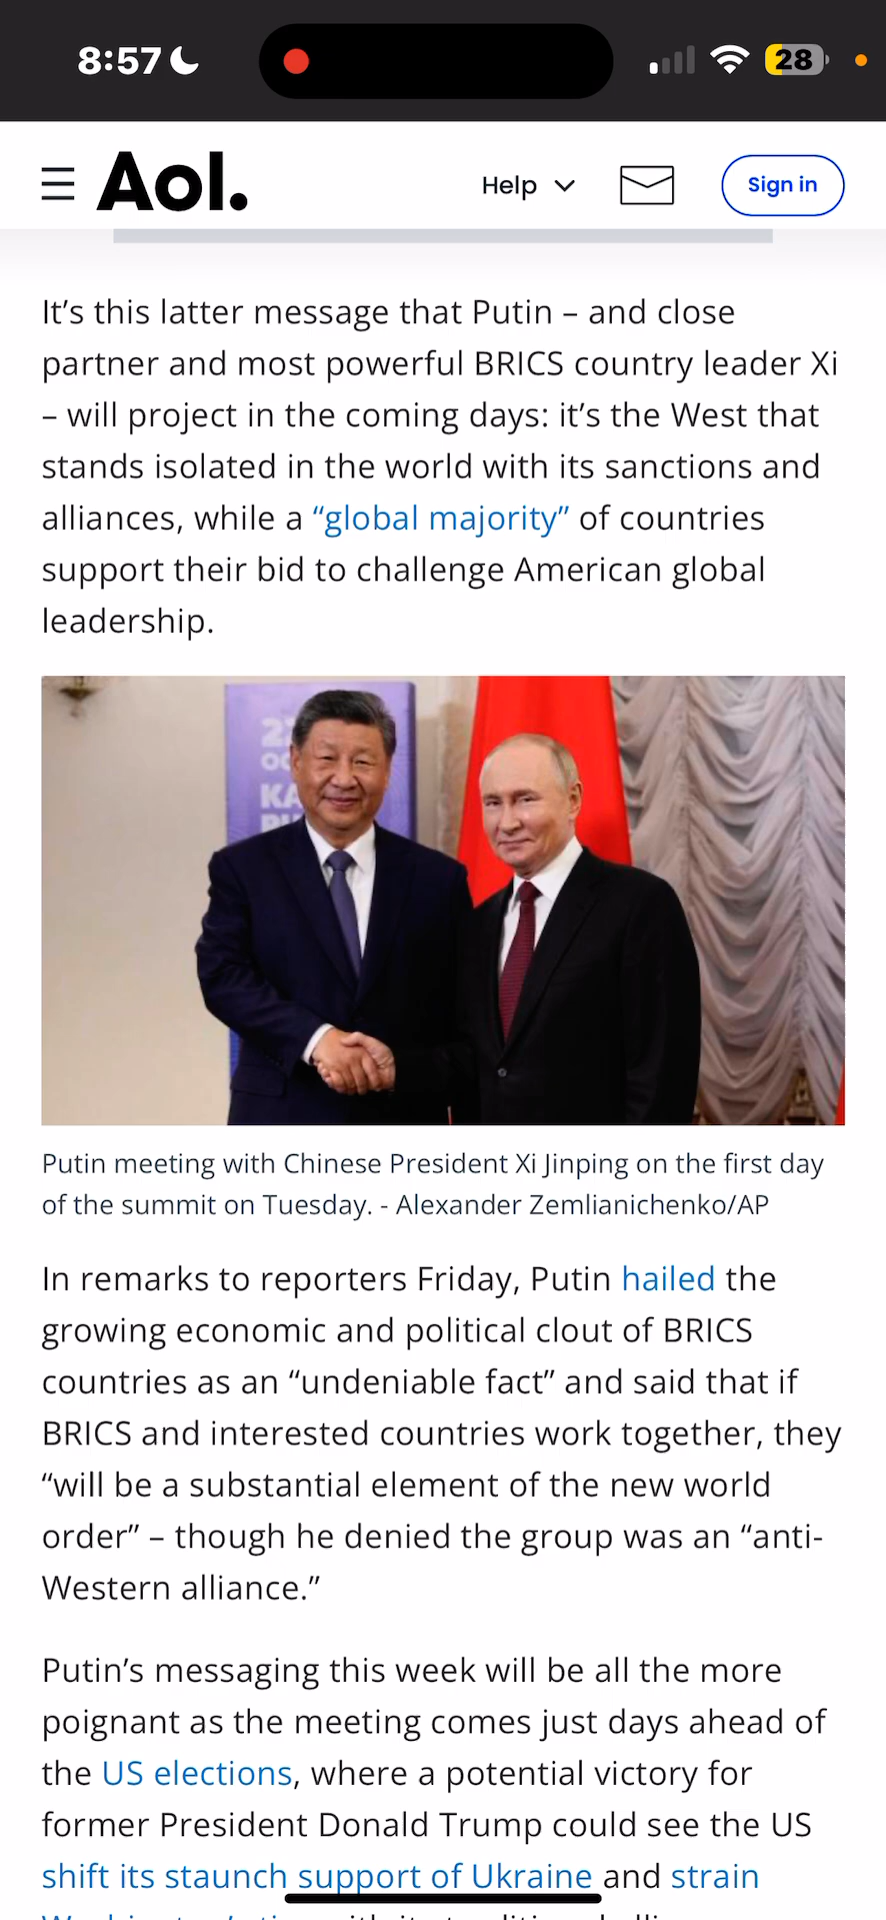 8:57
28
Aol.
Help
Sign in
It’s this latter message that Putin – and close
partner and most powerful BRICS country leader Xi
– will project in the coming days: it’s the West that
stands isolated in the world with its sanctions and
alliances, while a “global majority” of countries
support their bid to challenge American global
leadership.
Putin meeting with Chinese President Xi Jinping on the first day
of the summit on Tuesday. - Alexander Zemlianichenko/AP
In remarks to reporters Friday, Putin hailed the
growing economic and political clout of BRICS
countries as an “undeniable fact” and said that if
BRICS and interested countries work together, they
“will be a substantial element of the new world
order” – though he denied the group was an “anti-
Western alliance.”
Putin’s messaging this week will be all the more
poignant as the meeting comes just days ahead of
the US elections, where a potential victory for
former President Donald Trump could see the US
shift its staunch support of Ukraine and strain